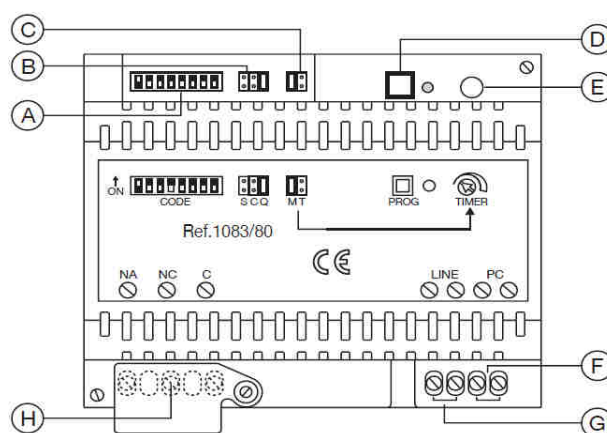 C
B
D
E
A
↑
ON
CODE
S C Q
M T
PROG
TIMER
Ref.1083/80
CE
NA NC C
LINE PC
F
H
G